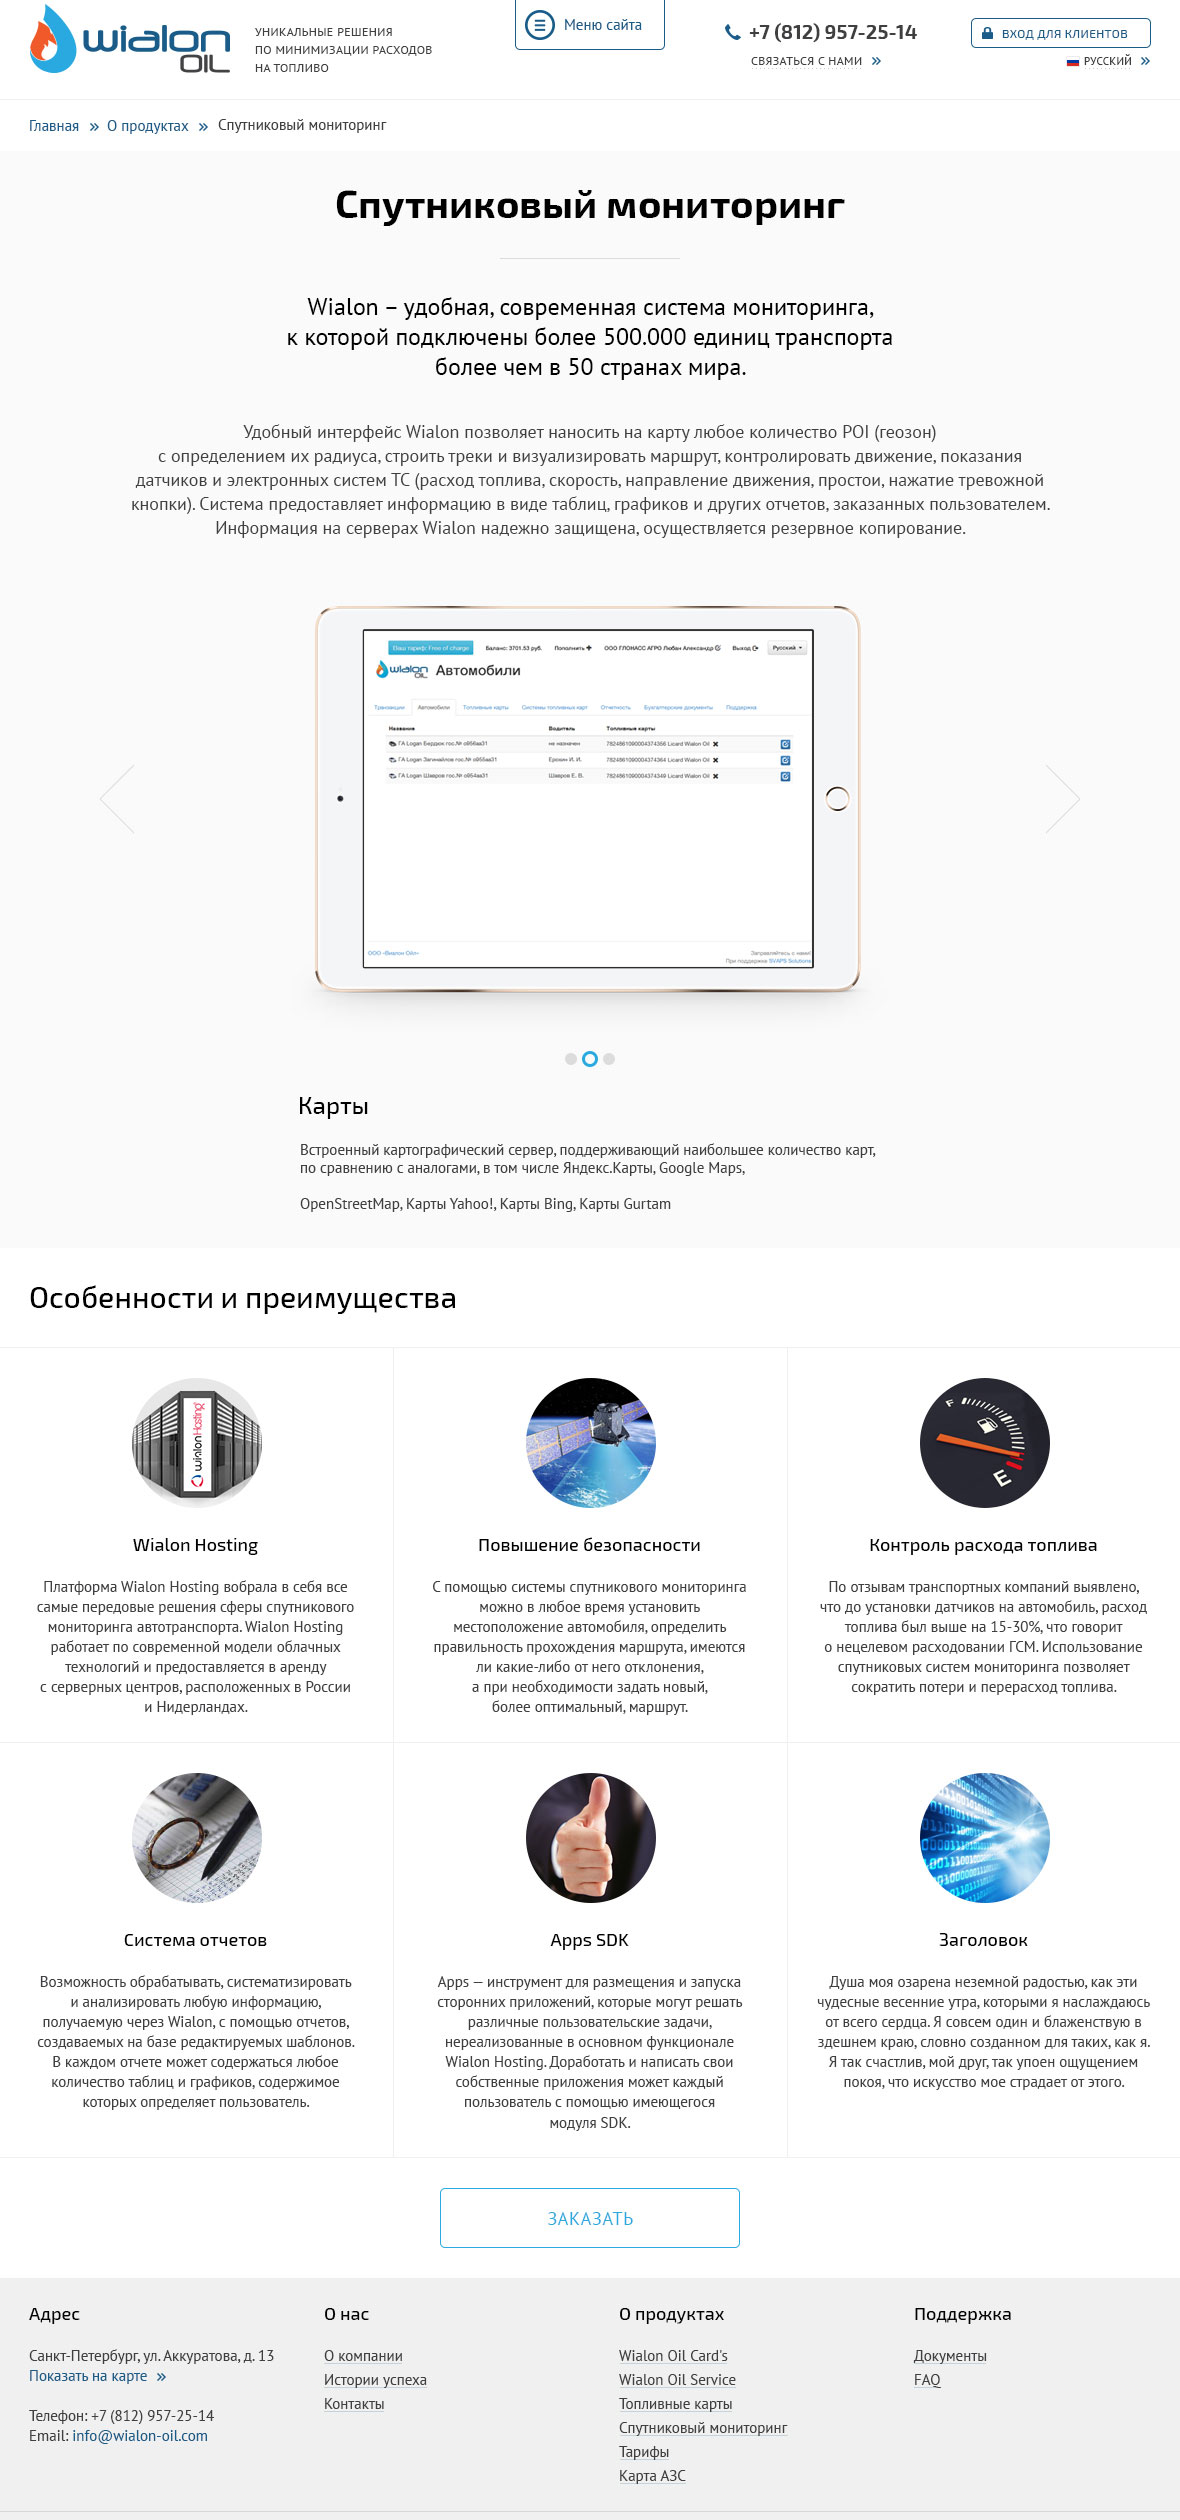 wialon
OIL
УНИКАЛЬНЫЕ РЕШЕНИЯ
ПО МИНИМИЗАЦИИ РАСХОДОВ
НА ТОПЛИВО
Меню сайта
+7 (812) 957-25-14
СВЯЗАТЬСЯ С НАМИ »
ВХОД ДЛЯ КЛИЕНТОВ
РУССКИЙ »
Главная » О продуктах » Спутниковый мониторинг
Спутниковый мониторинг
Wialon – удобная, современная система мониторинга,
к которой подключены более 500.000 единиц транспорта
более чем в 50 странах мира.
Удобный интерфейс Wialon позволяет наносить на карту любое количество POI (геозон)
с определением их радиуса, строить треки и визуализировать маршрут, контролировать движение, показания
датчиков и электронных систем ТС (расход топлива, скорость, направление движения, простои, нажатие тревожной
кнопки). Система предоставляет информацию в виде таблиц, графиков и других отчетов, заказанных пользователем.
Информация на серверах Wialon надежно защищена, осуществляется резервное копирование.
Ваш тариф: Free of charge Баланс: 3701.53 руб. Пополнить ООО ГЛОНАСС АГРО Любан Александр Выход Русский
wialon OIL Автомобили
Транзакции Автомобили Топливные карты Системы топливных карт Отчетность Бухгалтерские документы Поддержка
Название Водитель Топливные карты
ГА Logan Бердюк гос.№ о956аа31 не назначен 7824861090004374356 Licard Wialon Oil
ГА Logan Загинайлов гос.№ о955аа31 Ерохин И. И. 7824861090004374364 Licard Wialon Oil
ГА Logan Шваров гос.№ о954аа31 Шваров Е. В. 7824861090004374349 Licard Wialon Oil
ООО «Виалон Ойл» Заправляйтесь с нами!
При поддержке SVAPS Solutions
Карты
Встроенный картографический сервер, поддерживающий наибольшее количество карт,
по сравнению с аналогами, в том числе Яндекс.Карты, Google Maps,
OpenStreetMap, Карты Yahoo!, Карты Bing, Карты Gurtam
Особенности и преимущества
wialonHosting
F
E
Wialon Hosting
Платформа Wialon Hosting вобрала в себя все
самые передовые решения сферы спутникового
мониторинга автотранспорта. Wialon Hosting
работает по современной модели облачных
технологий и предоставляется в аренду
с серверных центров, расположенных в России
и Нидерландах.
Повышение безопасности
С помощью системы спутникового мониторинга
можно в любое время установить
местоположение автомобиля, определить
правильность прохождения маршрута, имеются
ли какие-либо от него отклонения,
а при необходимости задать новый,
более оптимальный, маршрут.
Контроль расхода топлива
По отзывам транспортных компаний выявлено,
что до установки датчиков на автомобиль, расход
топлива был выше на 15-30%, что говорит
о нецелевом расходовании ГСМ. Использование
спутниковых систем мониторинга позволяет
сократить потери и перерасход топлива.
Система отчетов
Возможность обрабатывать, систематизировать
и анализировать любую информацию,
получаемую через Wialon, с помощью отчетов,
создаваемых на базе редактируемых шаблонов.
В каждом отчете может содержаться любое
количество таблиц и графиков, содержимое
которых определяет пользователь.
Apps SDK
Apps — инструмент для размещения и запуска
сторонних приложений, которые могут решать
различные пользовательские задачи,
нереализованные в основном функционале
Wialon Hosting. Доработать и написать свои
собственные приложения может каждый
пользователь с помощью имеющегося
модуля SDK.
Заголовок
Душа моя озарена неземной радостью, как эти
чудесные весенние утра, которыми я наслаждаюсь
от всего сердца. Я совсем один и блаженствую в
здешнем краю, словно созданном для таких, как я.
Я так счастлив, мой друг, так упоен ощущением
покоя, что искусство мое страдает от этого.
ЗАКАЗАТЬ
Адрес
Санкт-Петербург, ул. Аккуратова, д. 13
Показать на карте »
Телефон: +7 (812) 957-25-14
Email: info@wialon-oil.com
О нас
О компании
Истории успеха
Контакты
О продуктах
Wialon Oil Card's
Wialon Oil Service
Топливные карты
Спутниковый мониторинг
Тарифы
Карта АЗС
Поддержка
Документы
FAQ